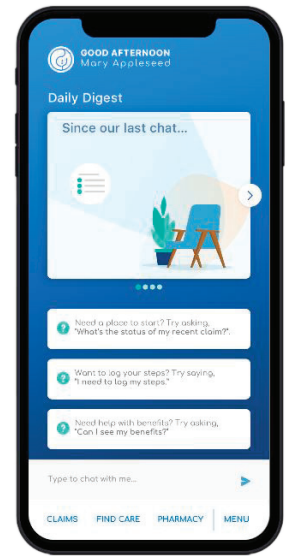 GOOD AFTERNOON
Mary Appleseed
Daily Digest
Since our last chat...
Need a place to start? Try asking,
"What's the status of my recent claim?".
Want to log your steps? Try saying,
"I need to log my steps."
Need help with benefits? Try asking,
"Can I see my benefits?"
Type to chat with me...
CLAIMS FIND CARE PHARMACY MENU